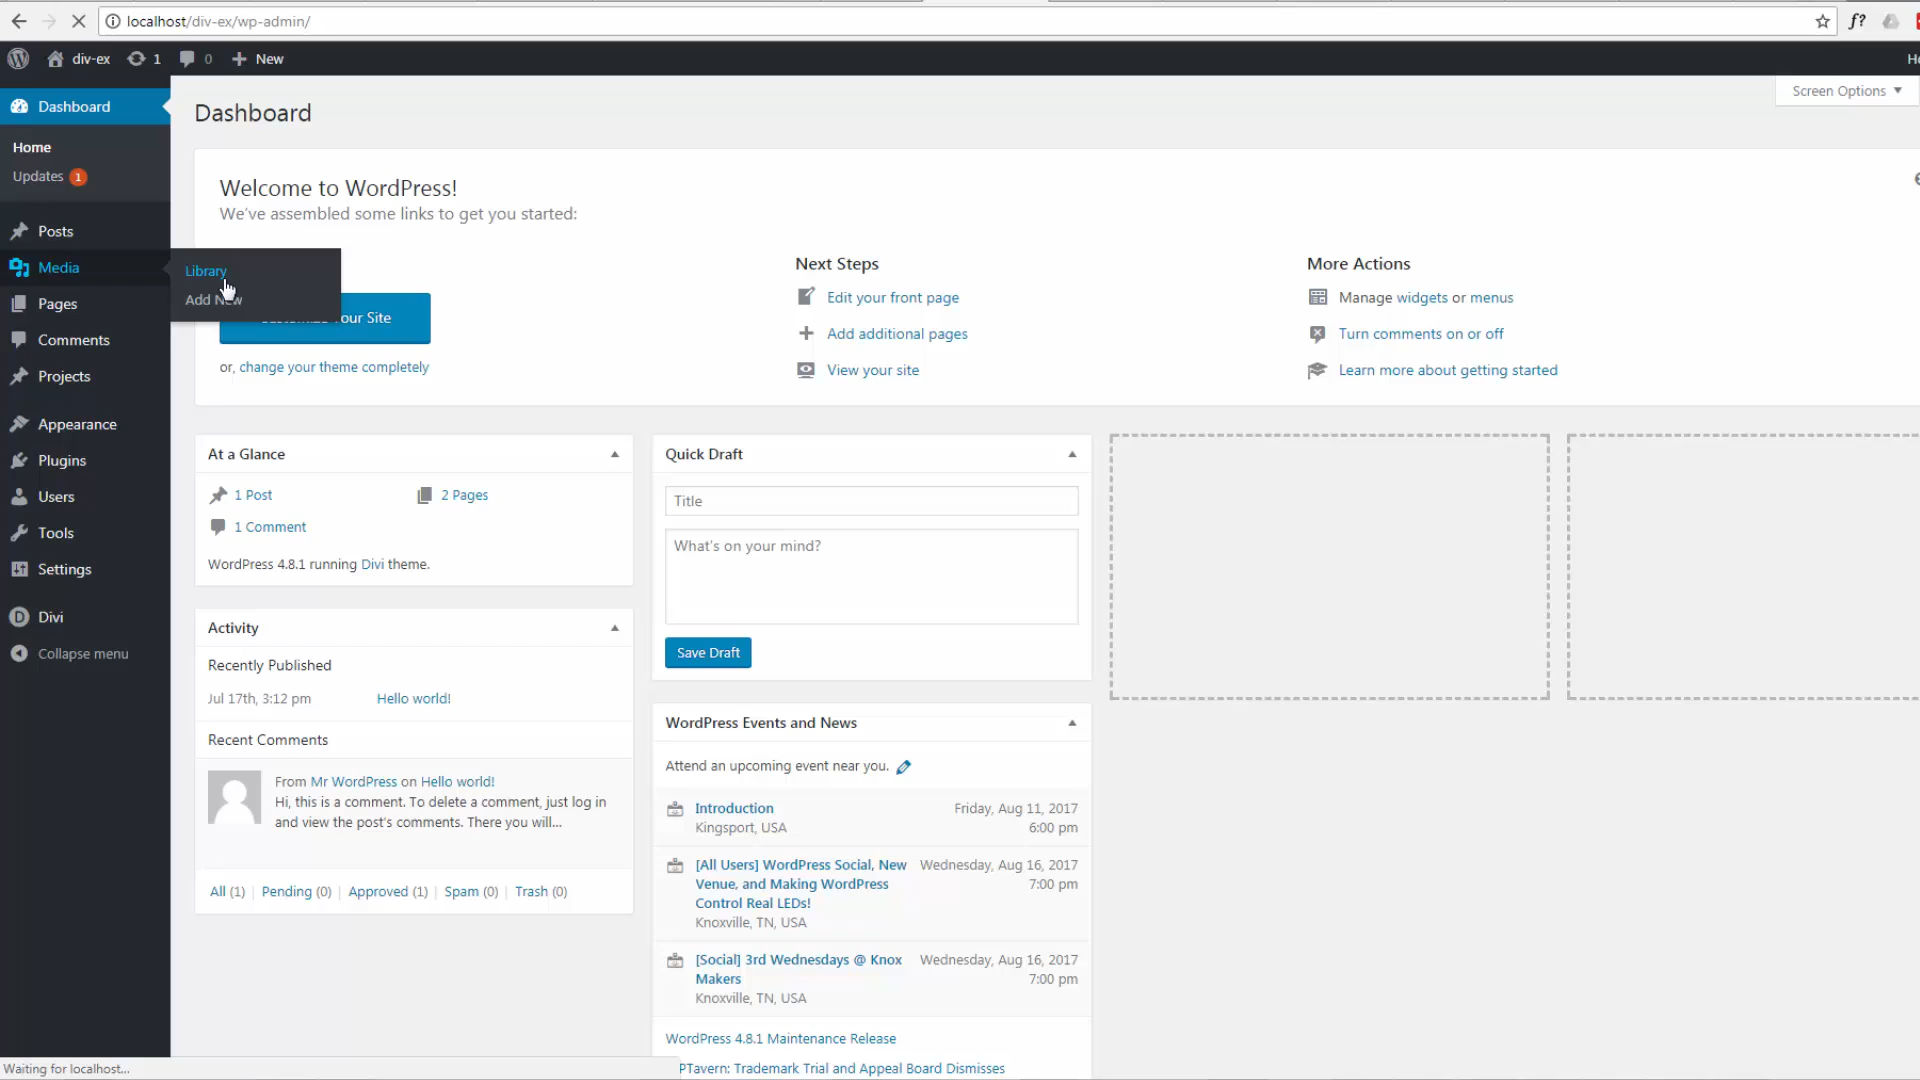 localhost/div-ex/wp-admin/
f?
div-ex 1 0 New
Screen Options
Dashboard
Home
Updates 1
Posts
Media
Library
Add New
Pages
Comments
Projects
Appearance
Plugins
Users
Tools
Settings
Divi
Collapse menu
Dashboard
Welcome to WordPress!
We've assembled some links to get you started:
our Site
or, change your theme completely
Next Steps
Edit your front page
Add additional pages
View your site
More Actions
Manage widgets or menus
Turn comments on or off
Learn more about getting started
At a Glance
1 Post 2 Pages
1 Comment
WordPress 4.8.1 running Divi theme.
Activity
Recently Published
Jul 17th, 3:12 pm Hello world!
Recent Comments
From Mr WordPress on Hello world!
Hi, this is a comment. To delete a comment, just log in
and view the post's comments. There you will...
All (1) | Pending (0) | Approved (1) | Spam (0) | Trash (0)
Quick Draft
Title
What's on your mind?
Save Draft
WordPress Events and News
Attend an upcoming event near you.
Introduction Friday, Aug 11, 2017
Kingsport, USA 6:00 pm
[All Users] WordPress Social, New Wednesday, Aug 16, 2017
Venue, and Making WordPress 7:00 pm
Control Real LEDs!
Knoxville, TN, USA
[Social] 3rd Wednesdays @ Knox Wednesday, Aug 16, 2017
Makers 7:00 pm
Knoxville, TN, USA
WordPress 4.8.1 Maintenance Release
PTavern: Trademark Trial and Appeal Board Dismisses
Waiting for localhost...